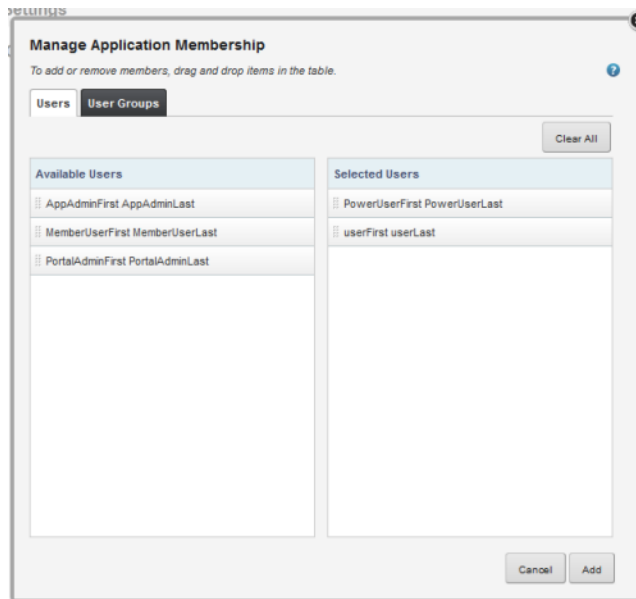 Settings
Manage Application Membership
To add or remove members, drag and drop items in the table.
Users
User Groups
Clear All
Available Users
Selected Users
AppAdminFirst AppAdminLast
PowerUserFirst PowerUserLast
MemberUserFirst MemberUserLast
userFirst userLast
PortalAdminFirst PortalAdminLast
Cancel
Add